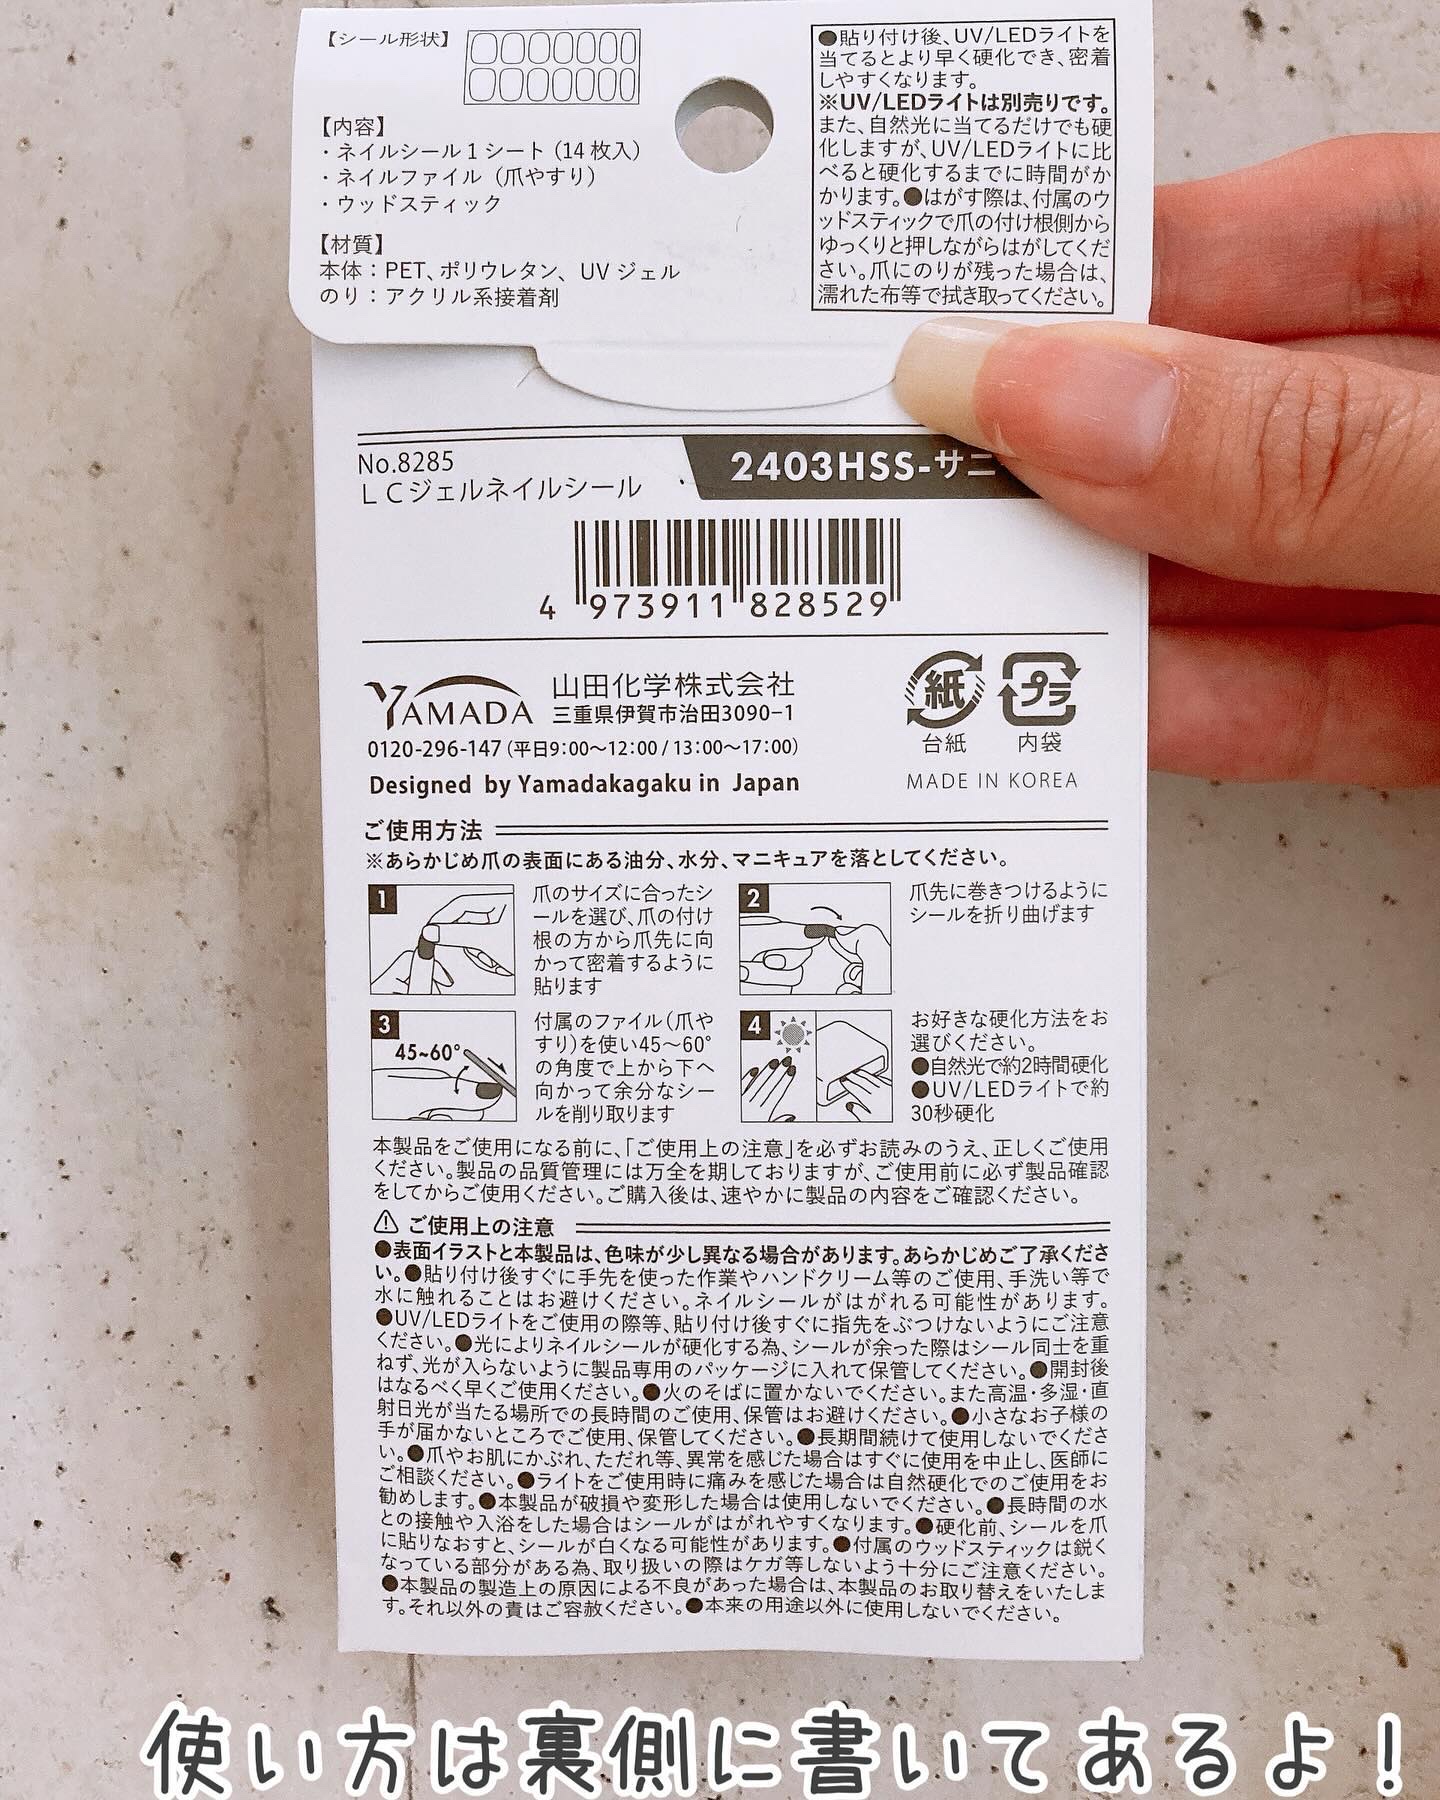 【シール形状】
【内容】
・ネイルシール1シート（14枚入）
・ネイルファイル（爪やすり）
・ウッドスティック
【材質】
本体：PET、ポリウレタン、UVジェル
のり：アクリル系接着剤
●貼り付け後、UV/LEDライトを
当てるとより早く硬化でき、密着
しやすくなります。
※UV/LEDライトは別売りです。
また、自然光に当てるだけでも硬
化しますが、UV/LEDライトに比
べると硬化するまでに時間がか
かります。●はがす際は、付属のウ
ッドスティックで爪の付け根側から
ゆっくりと押しながらはがしてくだ
さい。爪にのりが残った場合は、
濡れた布等で拭き取ってください。
No.8285
LCジェルネイルシール
2403HSS-サニ
4 973911 828529
YAMADA
山田化学株式会社
三重県伊賀市治田3090-1
0120-296-147（平日9:00〜12:00 / 13:00〜17:00）
Designed by Yamadakagaku in Japan
紙 プラ
台紙 内袋
MADE IN KOREA
ご使用方法
※あらかじめ爪の表面にある油分、水分、マニキュアを落としてください。
1
爪のサイズに合ったシ
ールを選び、爪の付け
根の方から爪先に向
かって密着するように
貼ります
2
爪先に巻きつけるように
シールを折り曲げます
3
45~60°
付属のファイル（爪や
すり）を使い45〜60°
の角度で上から下へ
向かって余分なシー
ルを削り取ります
4
お好きな硬化方法をお
選びください。
●自然光で約2時間硬化
●UV/LEDライトで約
30秒硬化
本製品をご使用になる前に、「ご使用上の注意」を必ずお読みのうえ、正しくご使用
ください。製品の品質管理には万全を期しておりますが、ご使用前に必ず製品確認
をしてからご使用ください。ご購入後は、速やかに製品の内容をご確認ください。
⚠ ご使用上の注意
●表面イラストと本製品は、色味が少し異なる場合があります。あらかじめご了承くださ
い。●貼り付け後すぐに手先を使った作業やハンドクリーム等のご使用、手洗い等で
水に触れることはお避けください。ネイルシールがはがれる可能性があります。
●UV/LEDライトをご使用の際等、貼り付け後すぐに指先をぶつけないようにご注意
ください。●光によりネイルシールが硬化する為、シールが余った際はシール同士を重
ねず、光が入らないように製品専用のパッケージに入れて保管してください。●開封後
はなるべく早くご使用ください。●火のそばに置かないでください。また高温・多湿・直
射日光が当たる場所での長時間のご使用、保管はお避けください。●小さなお子様の
手が届かないところでご使用、保管してください。●長期間続けて使用しないでくださ
い。●爪やお肌にかぶれ、ただれ等、異常を感じた場合はすぐに使用を中止し、医師に
ご相談ください。●ライトをご使用時に痛みを感じた場合は自然硬化でのご使用をお
勧めします。●本製品が破損や変形した場合は使用しないでください。●長時間の水
との接触や入浴をした場合はシールがはがれやすくなります。●硬化前、シールを爪
に貼りなおすと、シールが白くなる可能性があります。●付属のウッドスティックは鋭く
なっている部分がある為、取り扱いの際はケガ等しないよう十分にご注意ください。
●本製品の製造上の原因による不良があった場合は、本製品のお取り替えをいたしま
す。それ以外の責はご容赦ください。●本来の用途以外に使用しないでください。
使い方は裏側に書いてあるよ！